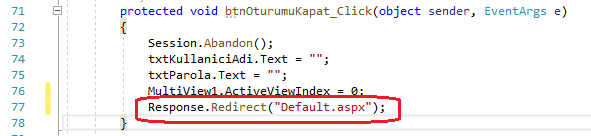 71 protected void btnOturumuKapat_Click(object sender, EventArgs e)
72 {
73 Session.Abandon();
74 txtKullaniciAdi.Text = "";
75 txtParola.Text = "";
76 MultiView1.ActiveViewIndex = 0;
77 Response.Redirect("Default.aspx");
78 }